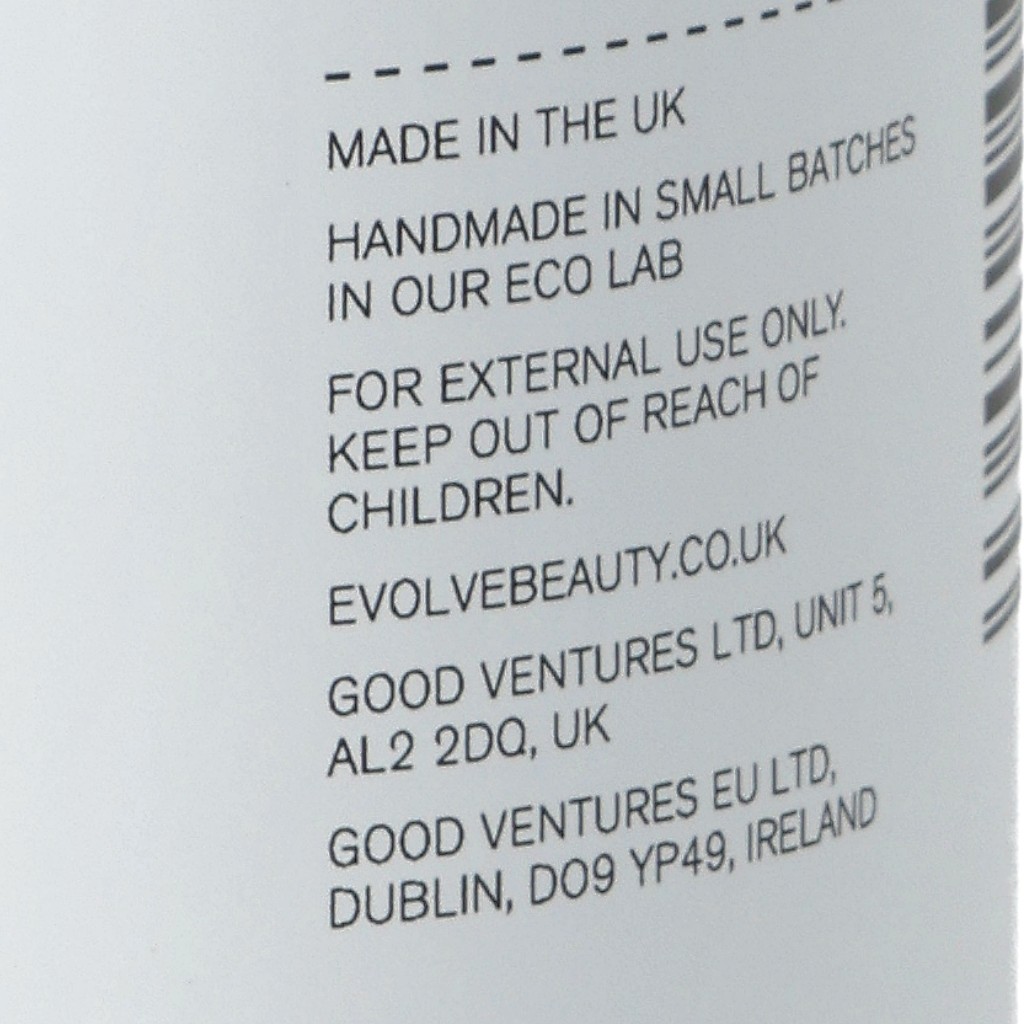 MADE IN THE UK
HANDMADE IN SMALL BATCHES
IN OUR ECO LAB
FOR EXTERNAL USE ONLY.
KEEP OUT OF REACH OF
CHILDREN.
EVOLVEBEAUTY.CO.UK
GOOD VENTURES LTD, UNIT 5,
AL2 2DQ, UK
GOOD VENTURES EU LTD,
DUBLIN, DO9 YP49, IRELAND